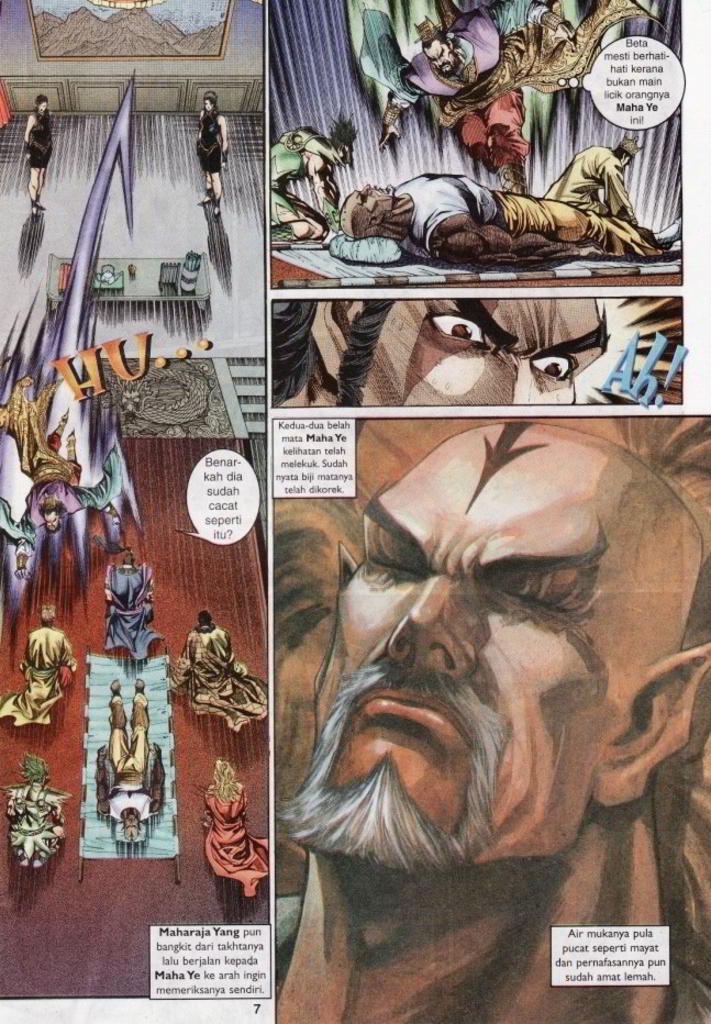 HU...
Benar-
kah dia
sudah
cacat
seperti
itu?
Maharaja Yang pun
bangkit dari takhtanya
lalu berjalan kepada
Maha Ye ke arah ingin
memeriksanya sendiri.
7
Beta
mesti berhati-
hati kerana
bukan main
licik orangnya
Maha Ye
ini!
Ah!
Kedua-dua belah
mata Maha Ye
kelihatan telah
melekuk. Sudah
nyata biji matanya
telah dikorek.
Air mukanya pula
pucat seperti mayat
dan pernafasannya pun
sudah amat lemah.